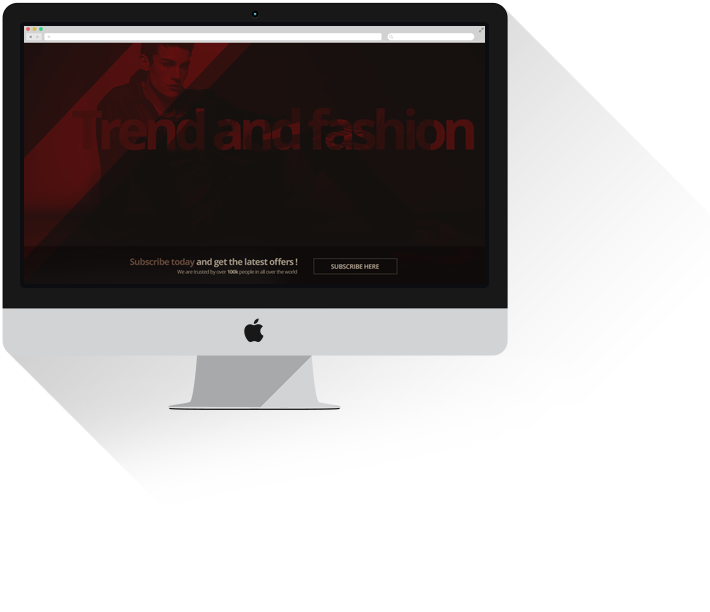 Trend and fashion
Subscribe today and get the latest offers !
We are trusted by over 100k people in all over the world
SUBSCRIBE HERE